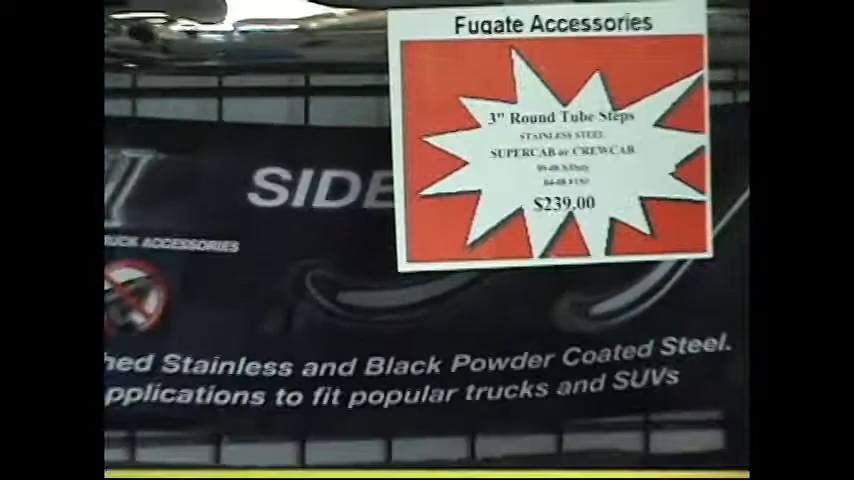 Fugate Accessories
3" Round Tube Steps
STAINLESS STEEL
SUPERCAB or CREWCAB
$239.00
SIDE
TRUCK ACCESSORIES
hed Stainless and Black Powder Coated Steel.
pplications to fit popular trucks and SUVs